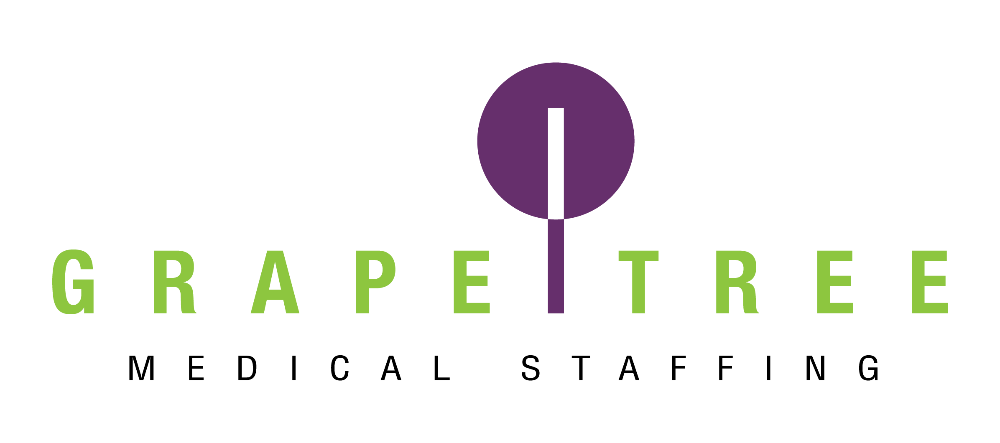 GRAPE TREE
MEDICAL STAFFING